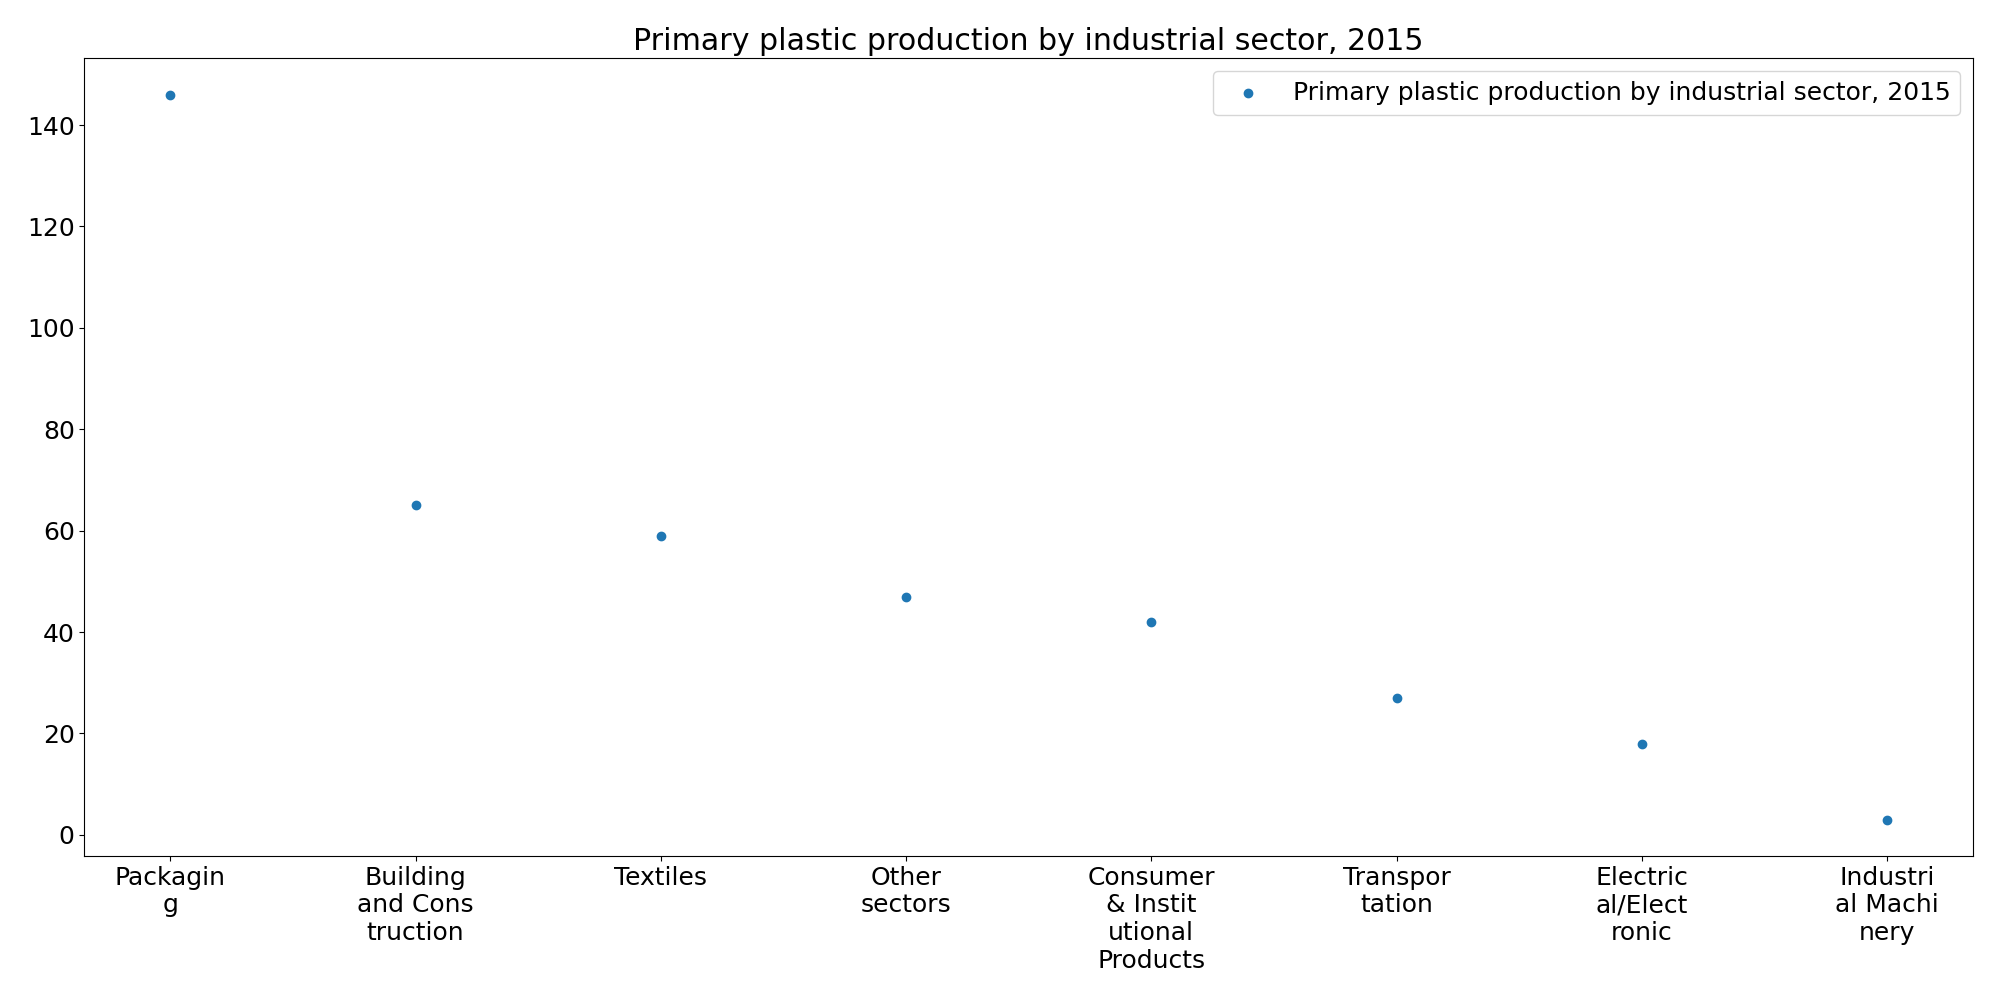 Primary plastic production by industrial sector, 2015
Primary plastic production by industrial sector, 2015
140
120
100
80
60
40
20
0
Packagin
g
Building
and Cons
truction
Textiles
Other
sectors
Consumer
& Instit
utional
Products
Transpor
tation
Electric
al/Elect
ronic
Industri
al Machi
nery